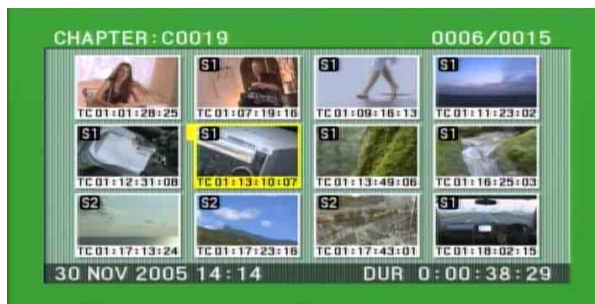 CHAPTER:C0019 0006/0015
S1 S1 S1 S1
TC 01:01:28:25 TC 01:07:19:16 TC 01:09:16:13 TC 01:11:23:02
S1 S1 S1 S1
TC 01:12:31:08 TC 01:13:10:07 TC 01:13:49:06 TC 01:16:25:03
S2 S2 S2 S1
TC 01:17:13:24 TC 01:17:23:16 TC 01:17:43:01 TC 01:18:02:15
30 NOV 2005 14:14 DUR 0:00:38:29